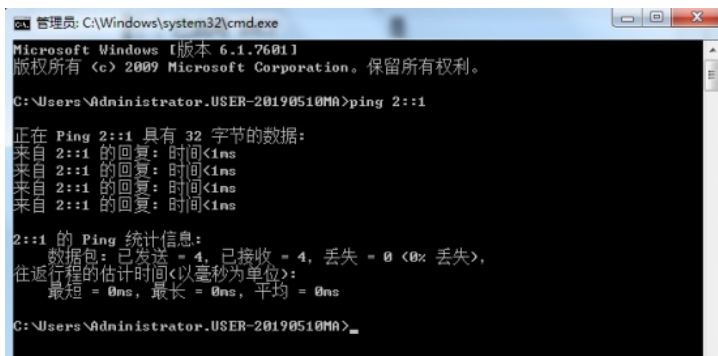 管理员: C:\Windows\system32\cmd.exe
Microsoft Windows [版本 6.1.7601]
版权所有 (c) 2009 Microsoft Corporation。保留所有权利。
C:\Users\Administrator.USER-20190510MA>ping 2::1
正在 Ping 2::1 具有 32 字节的数据:
来自 2::1 的回复: 时间<1ms
来自 2::1 的回复: 时间<1ms
来自 2::1 的回复: 时间<1ms
来自 2::1 的回复: 时间<1ms
2::1 的 Ping 统计信息:
数据包: 已发送 = 4，已接收 = 4，丢失 = 0 (0% 丢失)，
往返行程的估计时间(以毫秒为单位):
最短 = 0ms，最长 = 0ms，平均 = 0ms
C:\Users\Administrator.USER-20190510MA>_